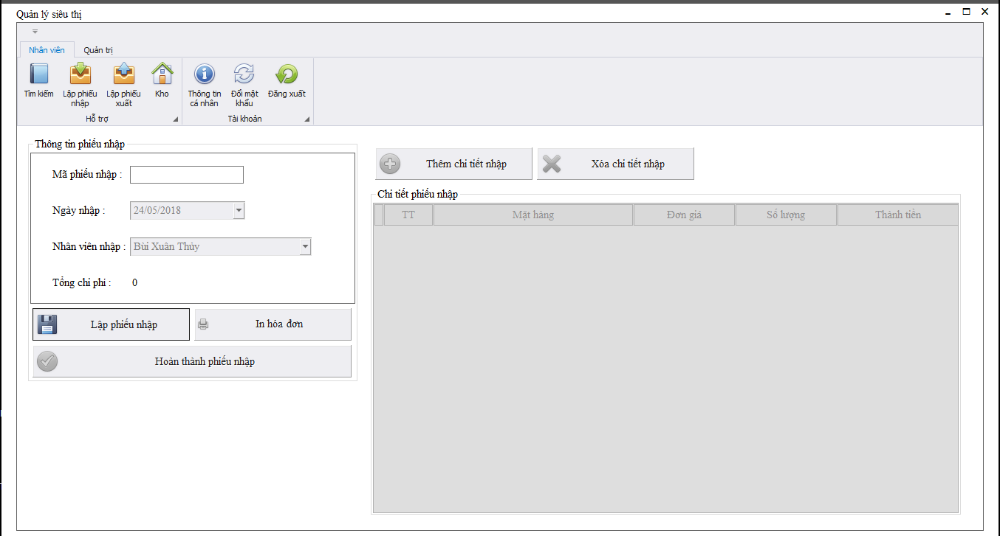 Quản lý siêu thị
Nhân viên Quản trị
Tìm kiếm Lập phiếu nhập Lập phiếu xuất Kho Thông tin cá nhân Đổi mật khẩu Đăng xuất
Hỗ trợ Tài khoản
Thông tin phiếu nhập
Mã phiếu nhập :
Ngày nhập : 24/05/2018
Nhân viên nhập : Bùi Xuân Thủy
Tổng chi phí : 0
Lập phiếu nhập In hóa đơn
Hoàn thành phiếu nhập
Thêm chi tiết nhập Xóa chi tiết nhập
Chi tiết phiếu nhập
TT Mặt hàng Đơn giá Số lượng Thành tiền